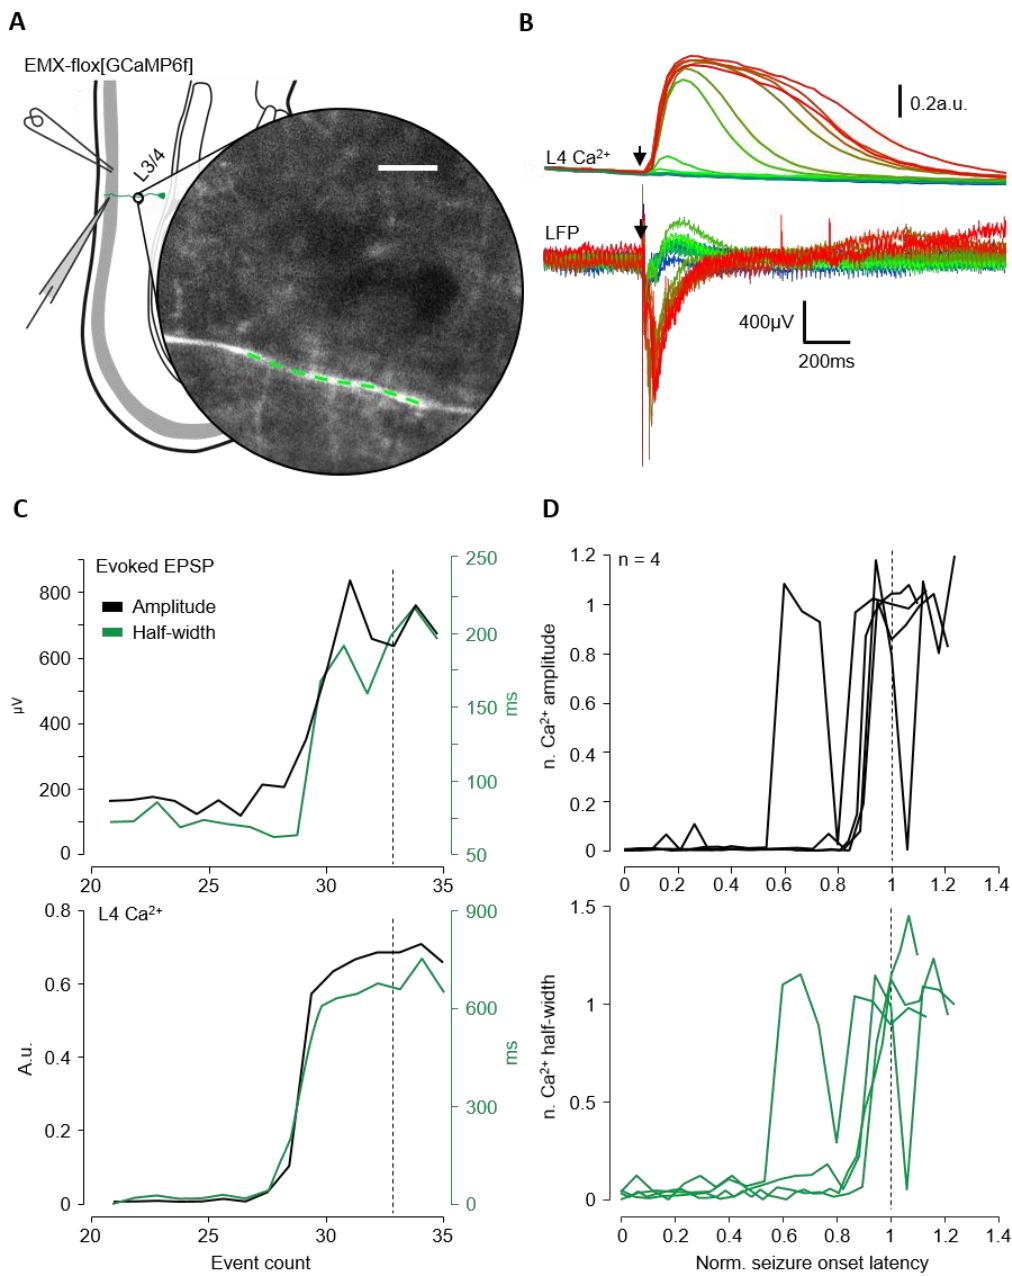 A
EMX-flox[GCaMP6f]
L3/4
B
0.2a.u.
L4 Ca²⁺
LFP
400µV
200ms
C
Evoked EPSP
Amplitude
Half-width
800
600
400
200
0
µV
250
200
150
100
50
ms
20
25
30
35
L4 Ca²⁺
0.8
0.6
0.4
0.2
0
A.u.
900
600
300
0
ms
20
25
30
35
Event count
D
n = 4
1.2
1
0.8
0.6
0.4
0.2
0
n. Ca²⁺ amplitude
0
0.2
0.4
0.6
0.8
1
1.2
1.4
1.5
1
0.5
0
n. Ca²⁺ half-width
0
0.2
0.4
0.6
0.8
1
1.2
1.4
Norm. seizure onset latency